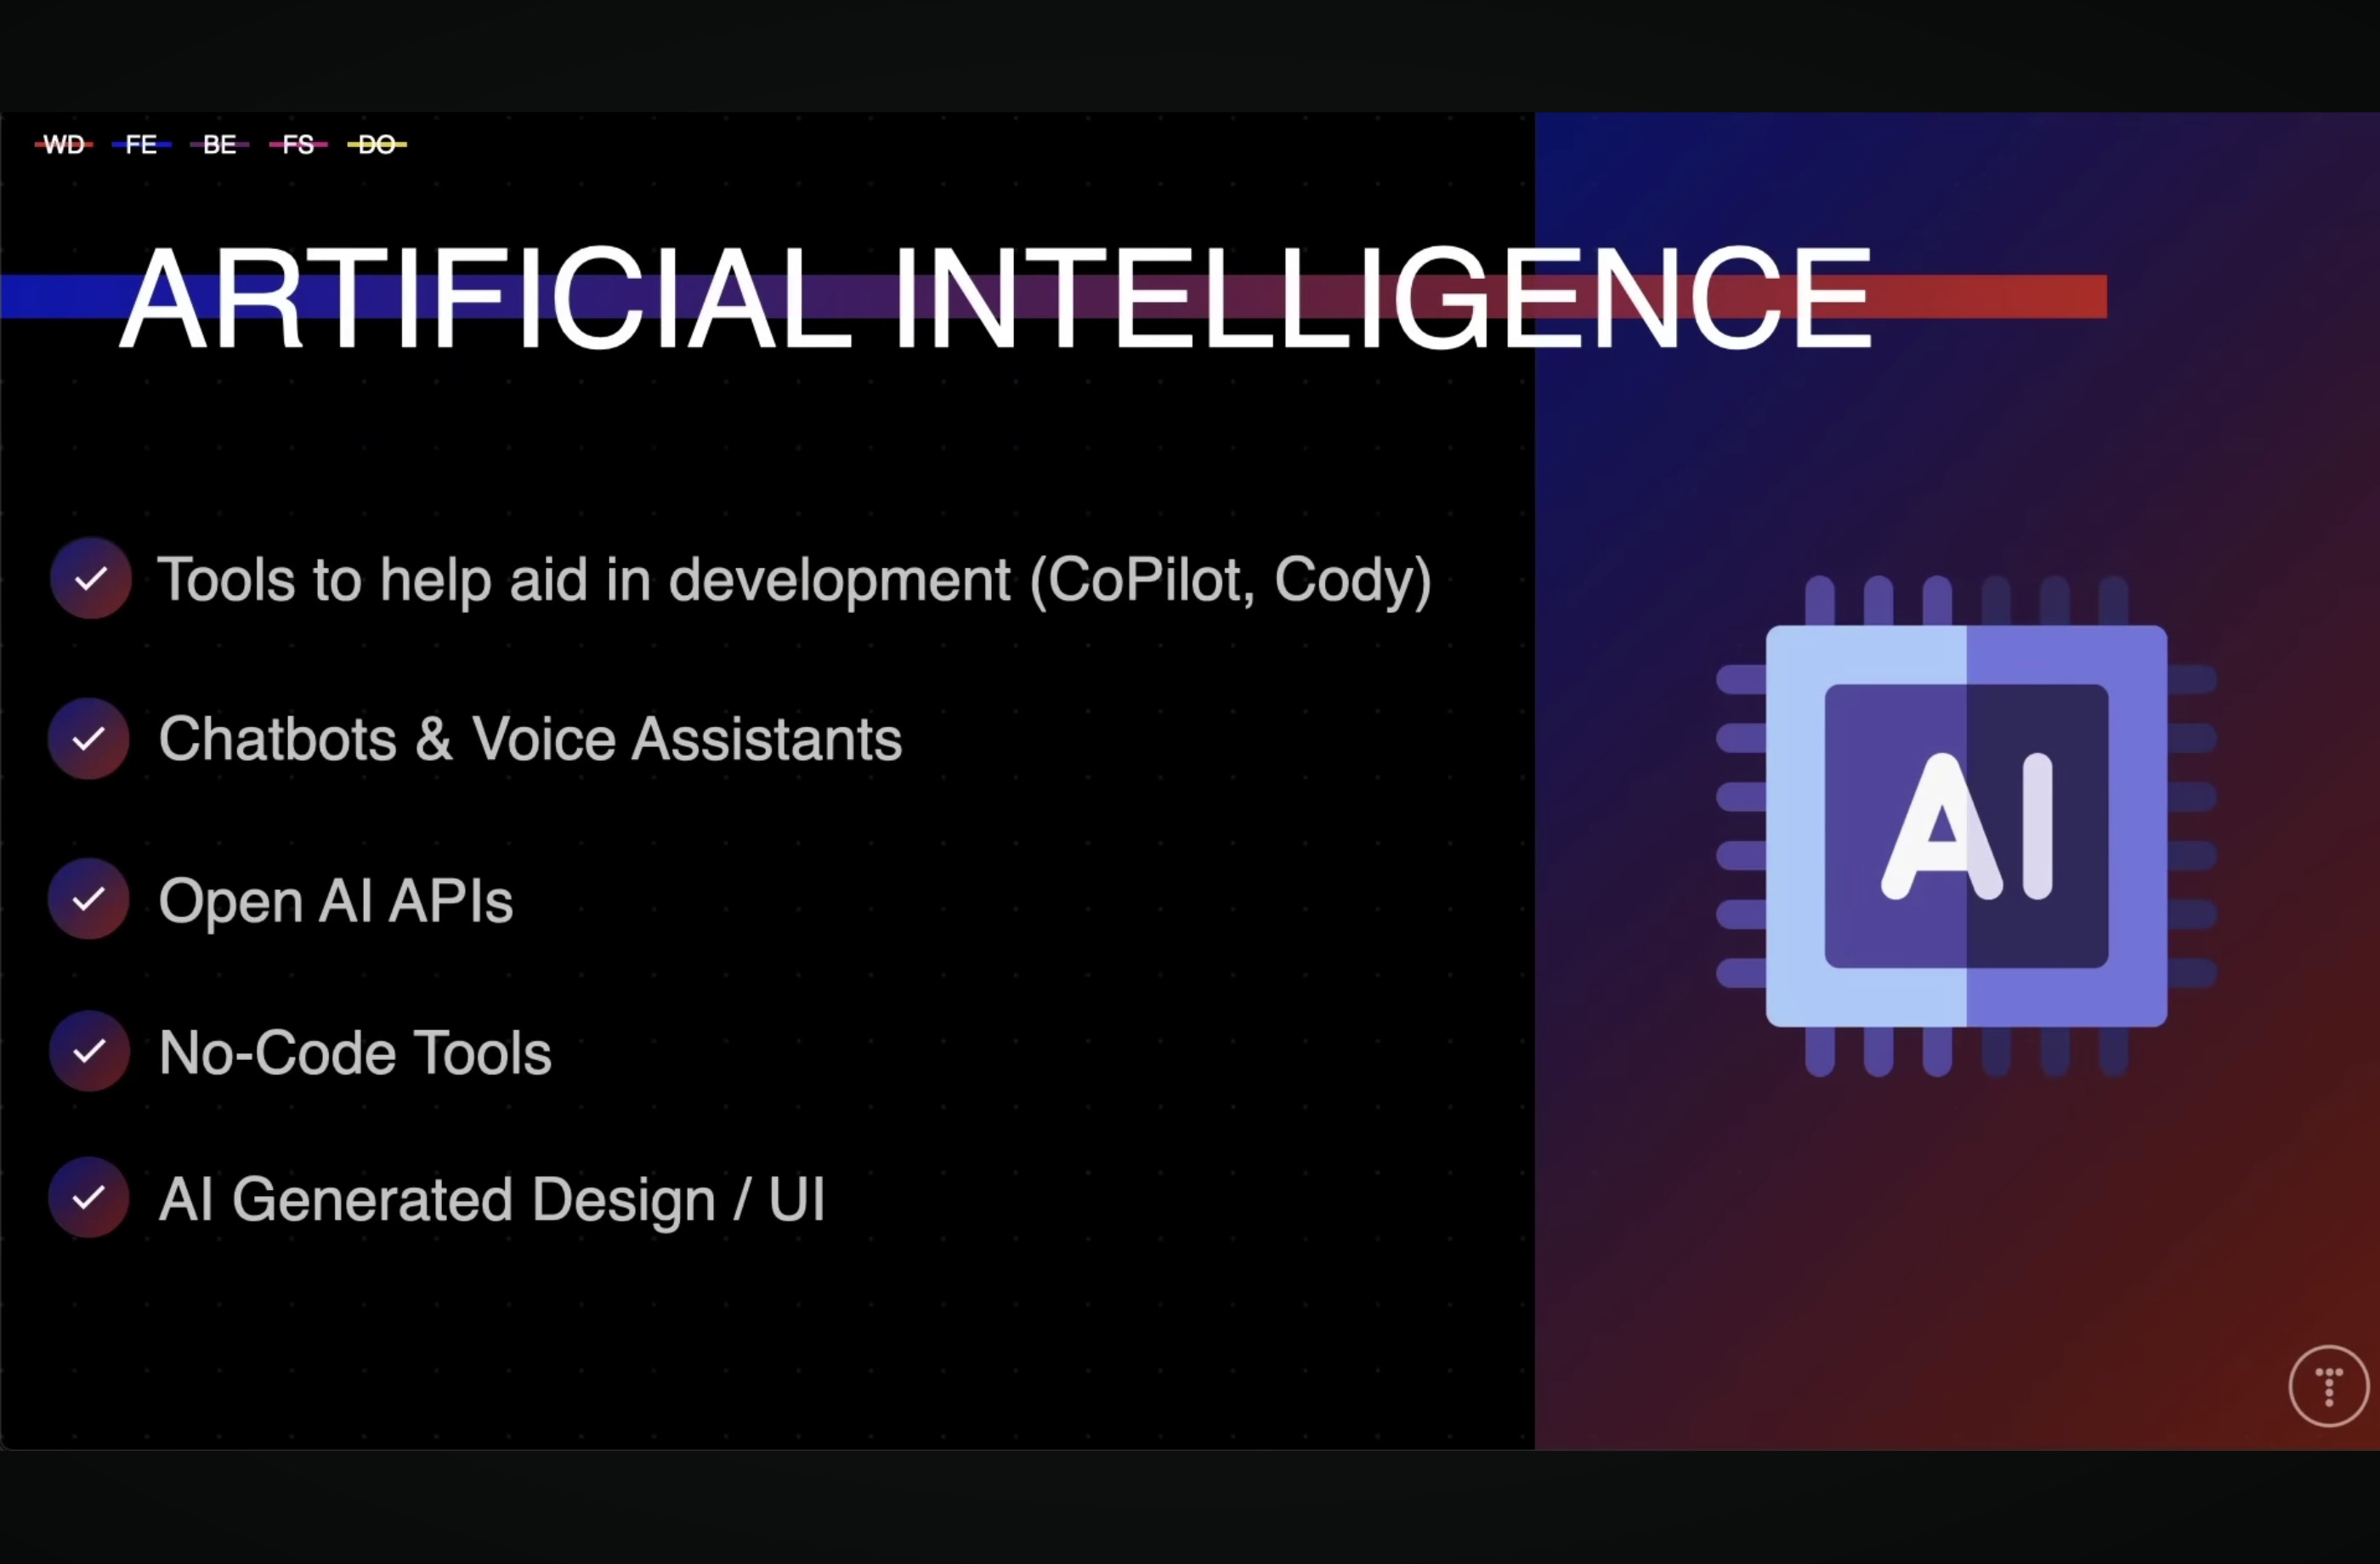 WD FE BE FS DO
ARTIFICIAL INTELLIGENCE
Tools to help aid in development (CoPilot, Cody)
Chatbots & Voice Assistants
Open AI APIs
No-Code Tools
AI Generated Design / UI
AI
T